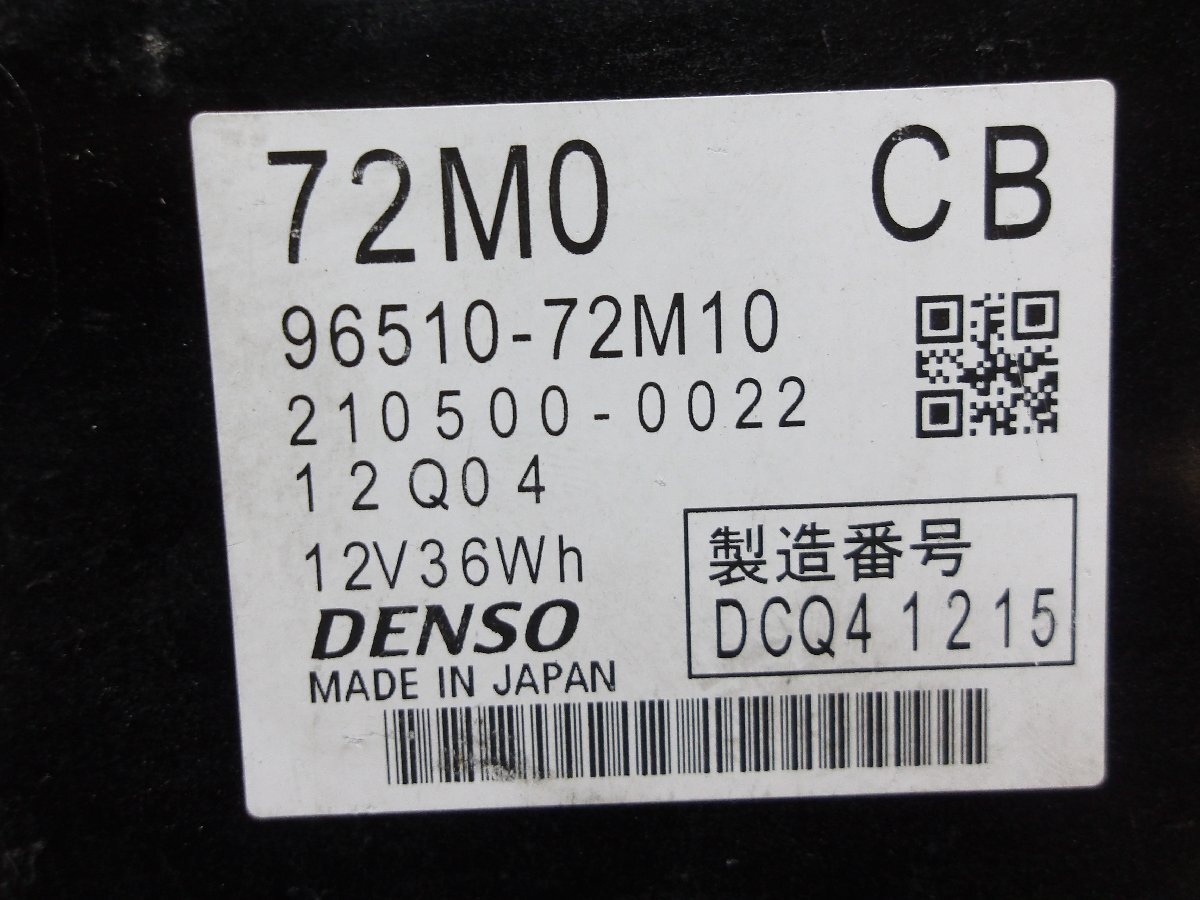 72M0 CB
96510-72M10
210500-0022
12Q04
12V36Wh
DENSO
MADE IN JAPAN
製造番号
DCQ41215